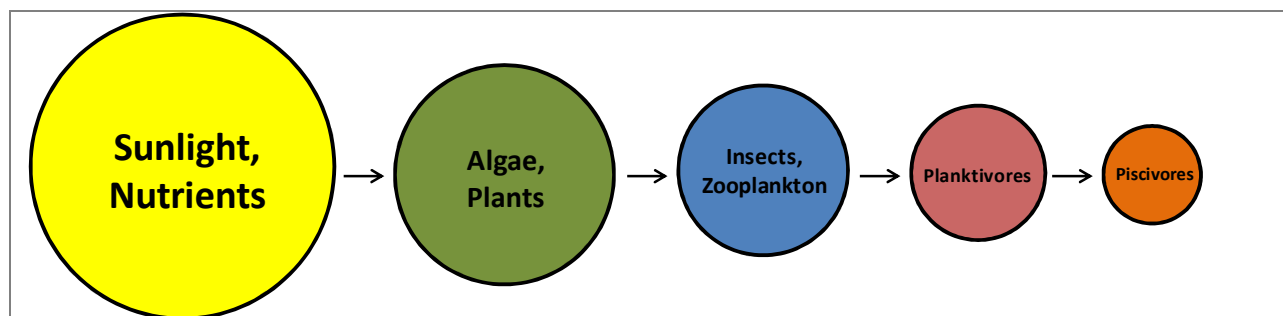 Sunlight,
Nutrients
Algae,
Plants
Insects,
Zooplankton
Planktivores
Piscivores